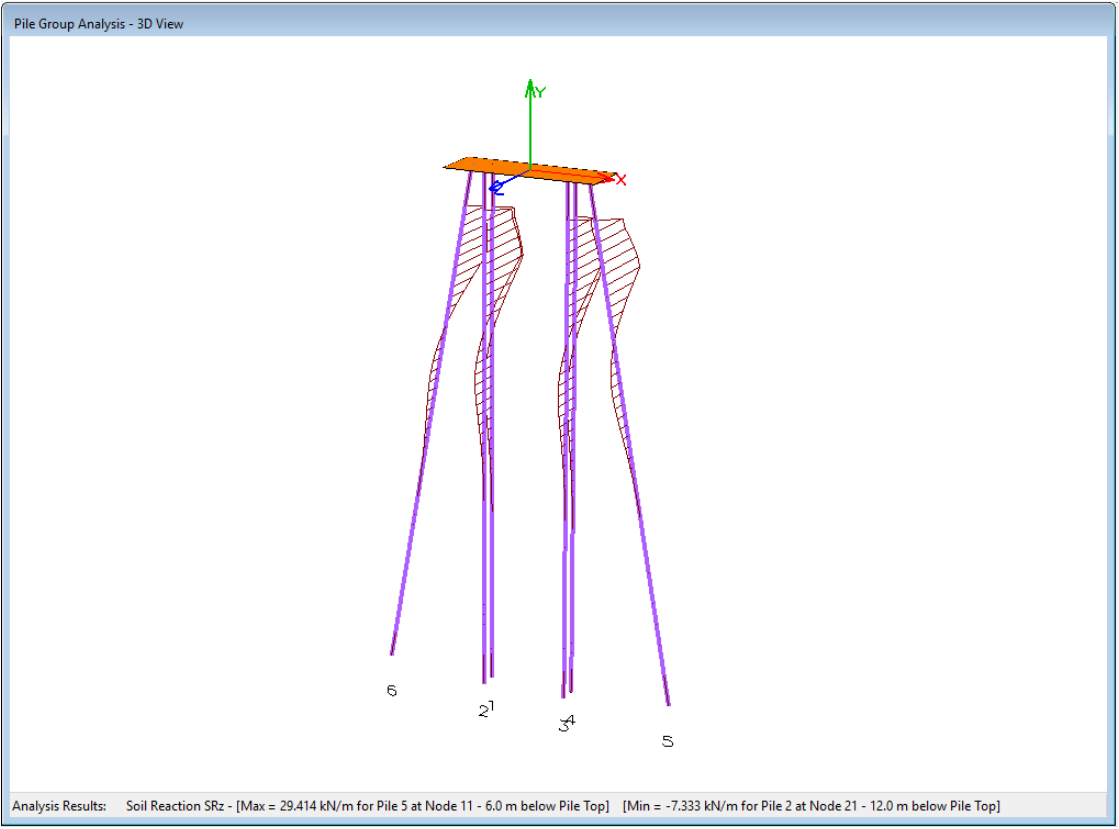 Pile Group Analysis - 3D View
Y
X
Z
6
2 1
3 4
5
Analysis Results: Soil Reaction SRz - [Max = 29.414 kN/m for Pile 5 at Node 11 - 6.0 m below Pile Top] [Min = -7.333 kN/m for Pile 2 at Node 21 - 12.0 m below Pile Top]